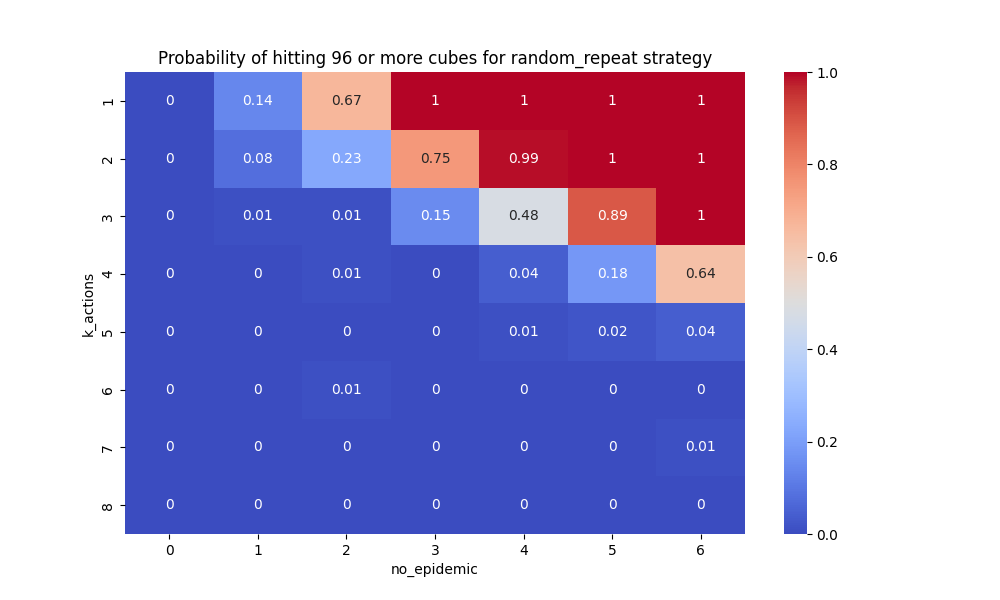 Probability of hitting 96 or more cubes for random_repeat strategy
1 0 0.14 0.67 1 1 1 1
2 0 0.08 0.23 0.75 0.99 1 1
3 0 0.01 0.01 0.15 0.48 0.89 1
4 0 0 0.01 0 0.04 0.18 0.64
5 0 0 0 0 0.01 0.02 0.04
6 0 0 0.01 0 0 0 0
7 0 0 0 0 0 0 0.01
8 0 0 0 0 0 0 0
0 1 2 3 4 5 6
k_actions
no_epidemic
1.0
0.8
0.6
0.4
0.2
0.0